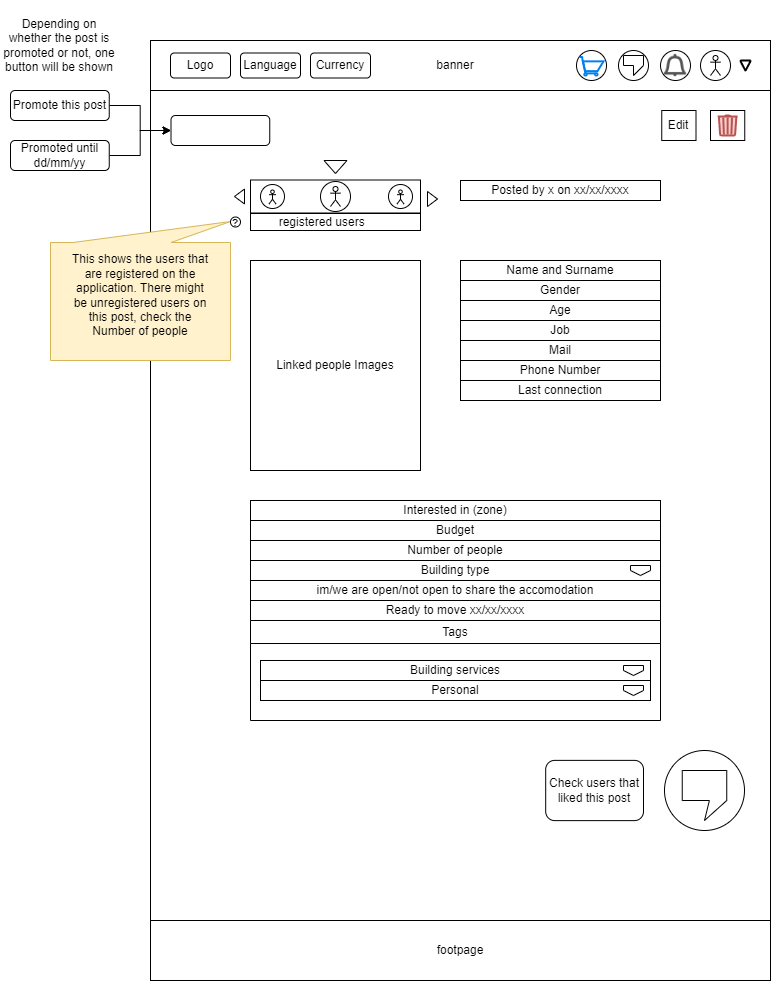 Depending on
whether the post is
promoted or not, one
button will be shown
Logo
Language
Currency
banner
Promote this post
Promoted until
dd/mm/yy
Edit
Posted by x on xx/xx/xxxx
?
registered users
This shows the users that
are registered on the
application. There might
be unregistered users on
this post, check the
Number of people
Linked people Images
Name and Surname
Gender
Age
Job
Mail
Phone Number
Last connection
Interested in (zone)
Budget
Number of people
Building type
im/we are open/not open to share the accomodation
Ready to move xx/xx/xxxx
Tags
Building services
Personal
Check users that
liked this post
footpage